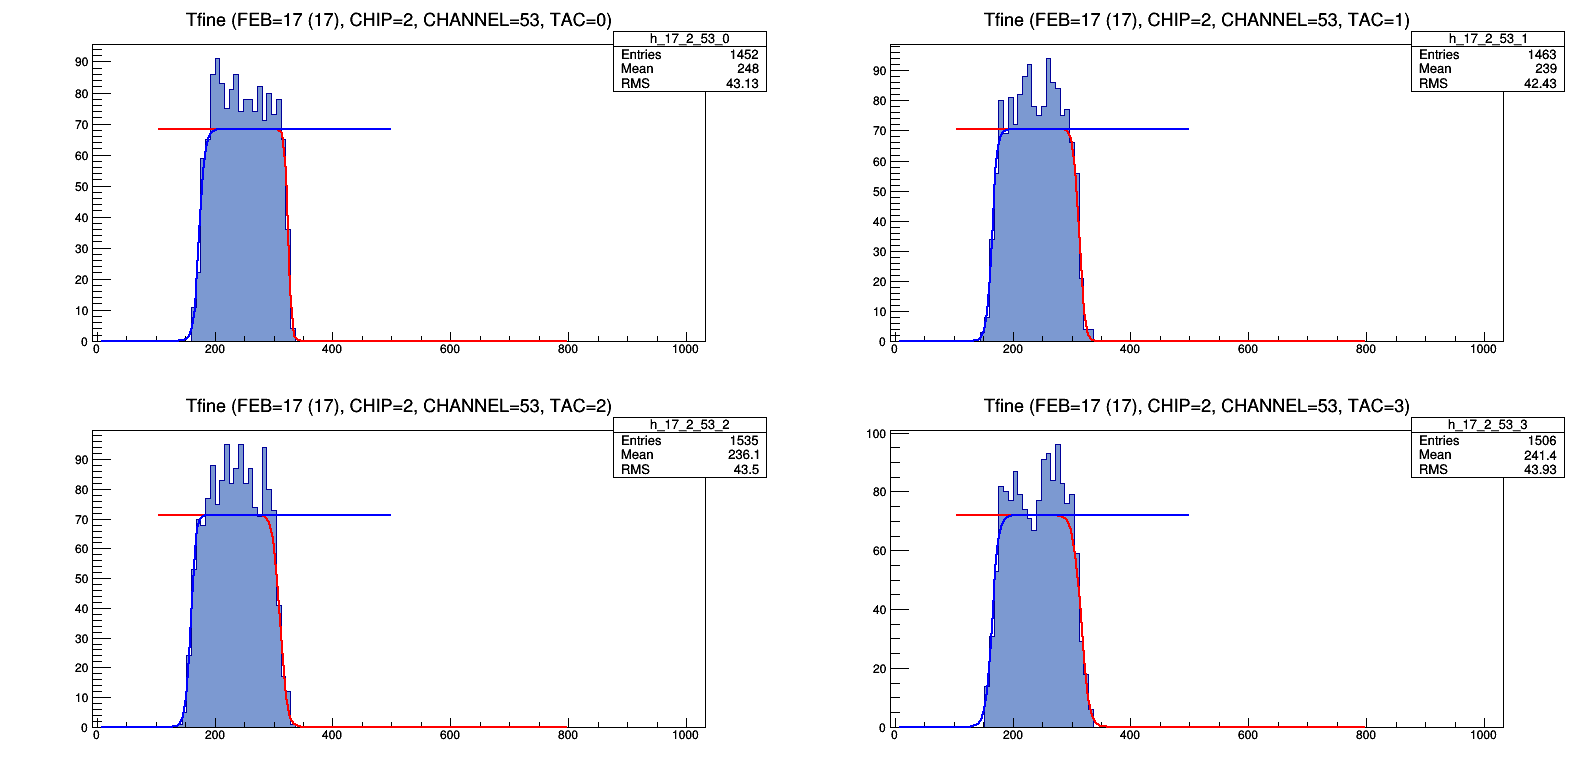 Tfine (FEB=17 (17), CHIP=2, CHANNEL=53, TAC=0)
h_17_2_53_0
Entries 1452
Mean 248
RMS 43.13
90
80
70
60
50
40
30
20
10
0
0 200 400 600 800 1000
Tfine (FEB=17 (17), CHIP=2, CHANNEL=53, TAC=1)
h_17_2_53_1
Entries 1463
Mean 239
RMS 42.43
90
80
70
60
50
40
30
20
10
0
0 200 400 600 800 1000
Tfine (FEB=17 (17), CHIP=2, CHANNEL=53, TAC=2)
h_17_2_53_2
Entries 1535
Mean 236.1
RMS 43.5
90
80
70
60
50
40
30
20
10
0
0 200 400 600 800 1000
Tfine (FEB=17 (17), CHIP=2, CHANNEL=53, TAC=3)
h_17_2_53_3
Entries 1506
Mean 241.4
RMS 43.93
100
80
60
40
20
0
0 200 400 600 800 1000